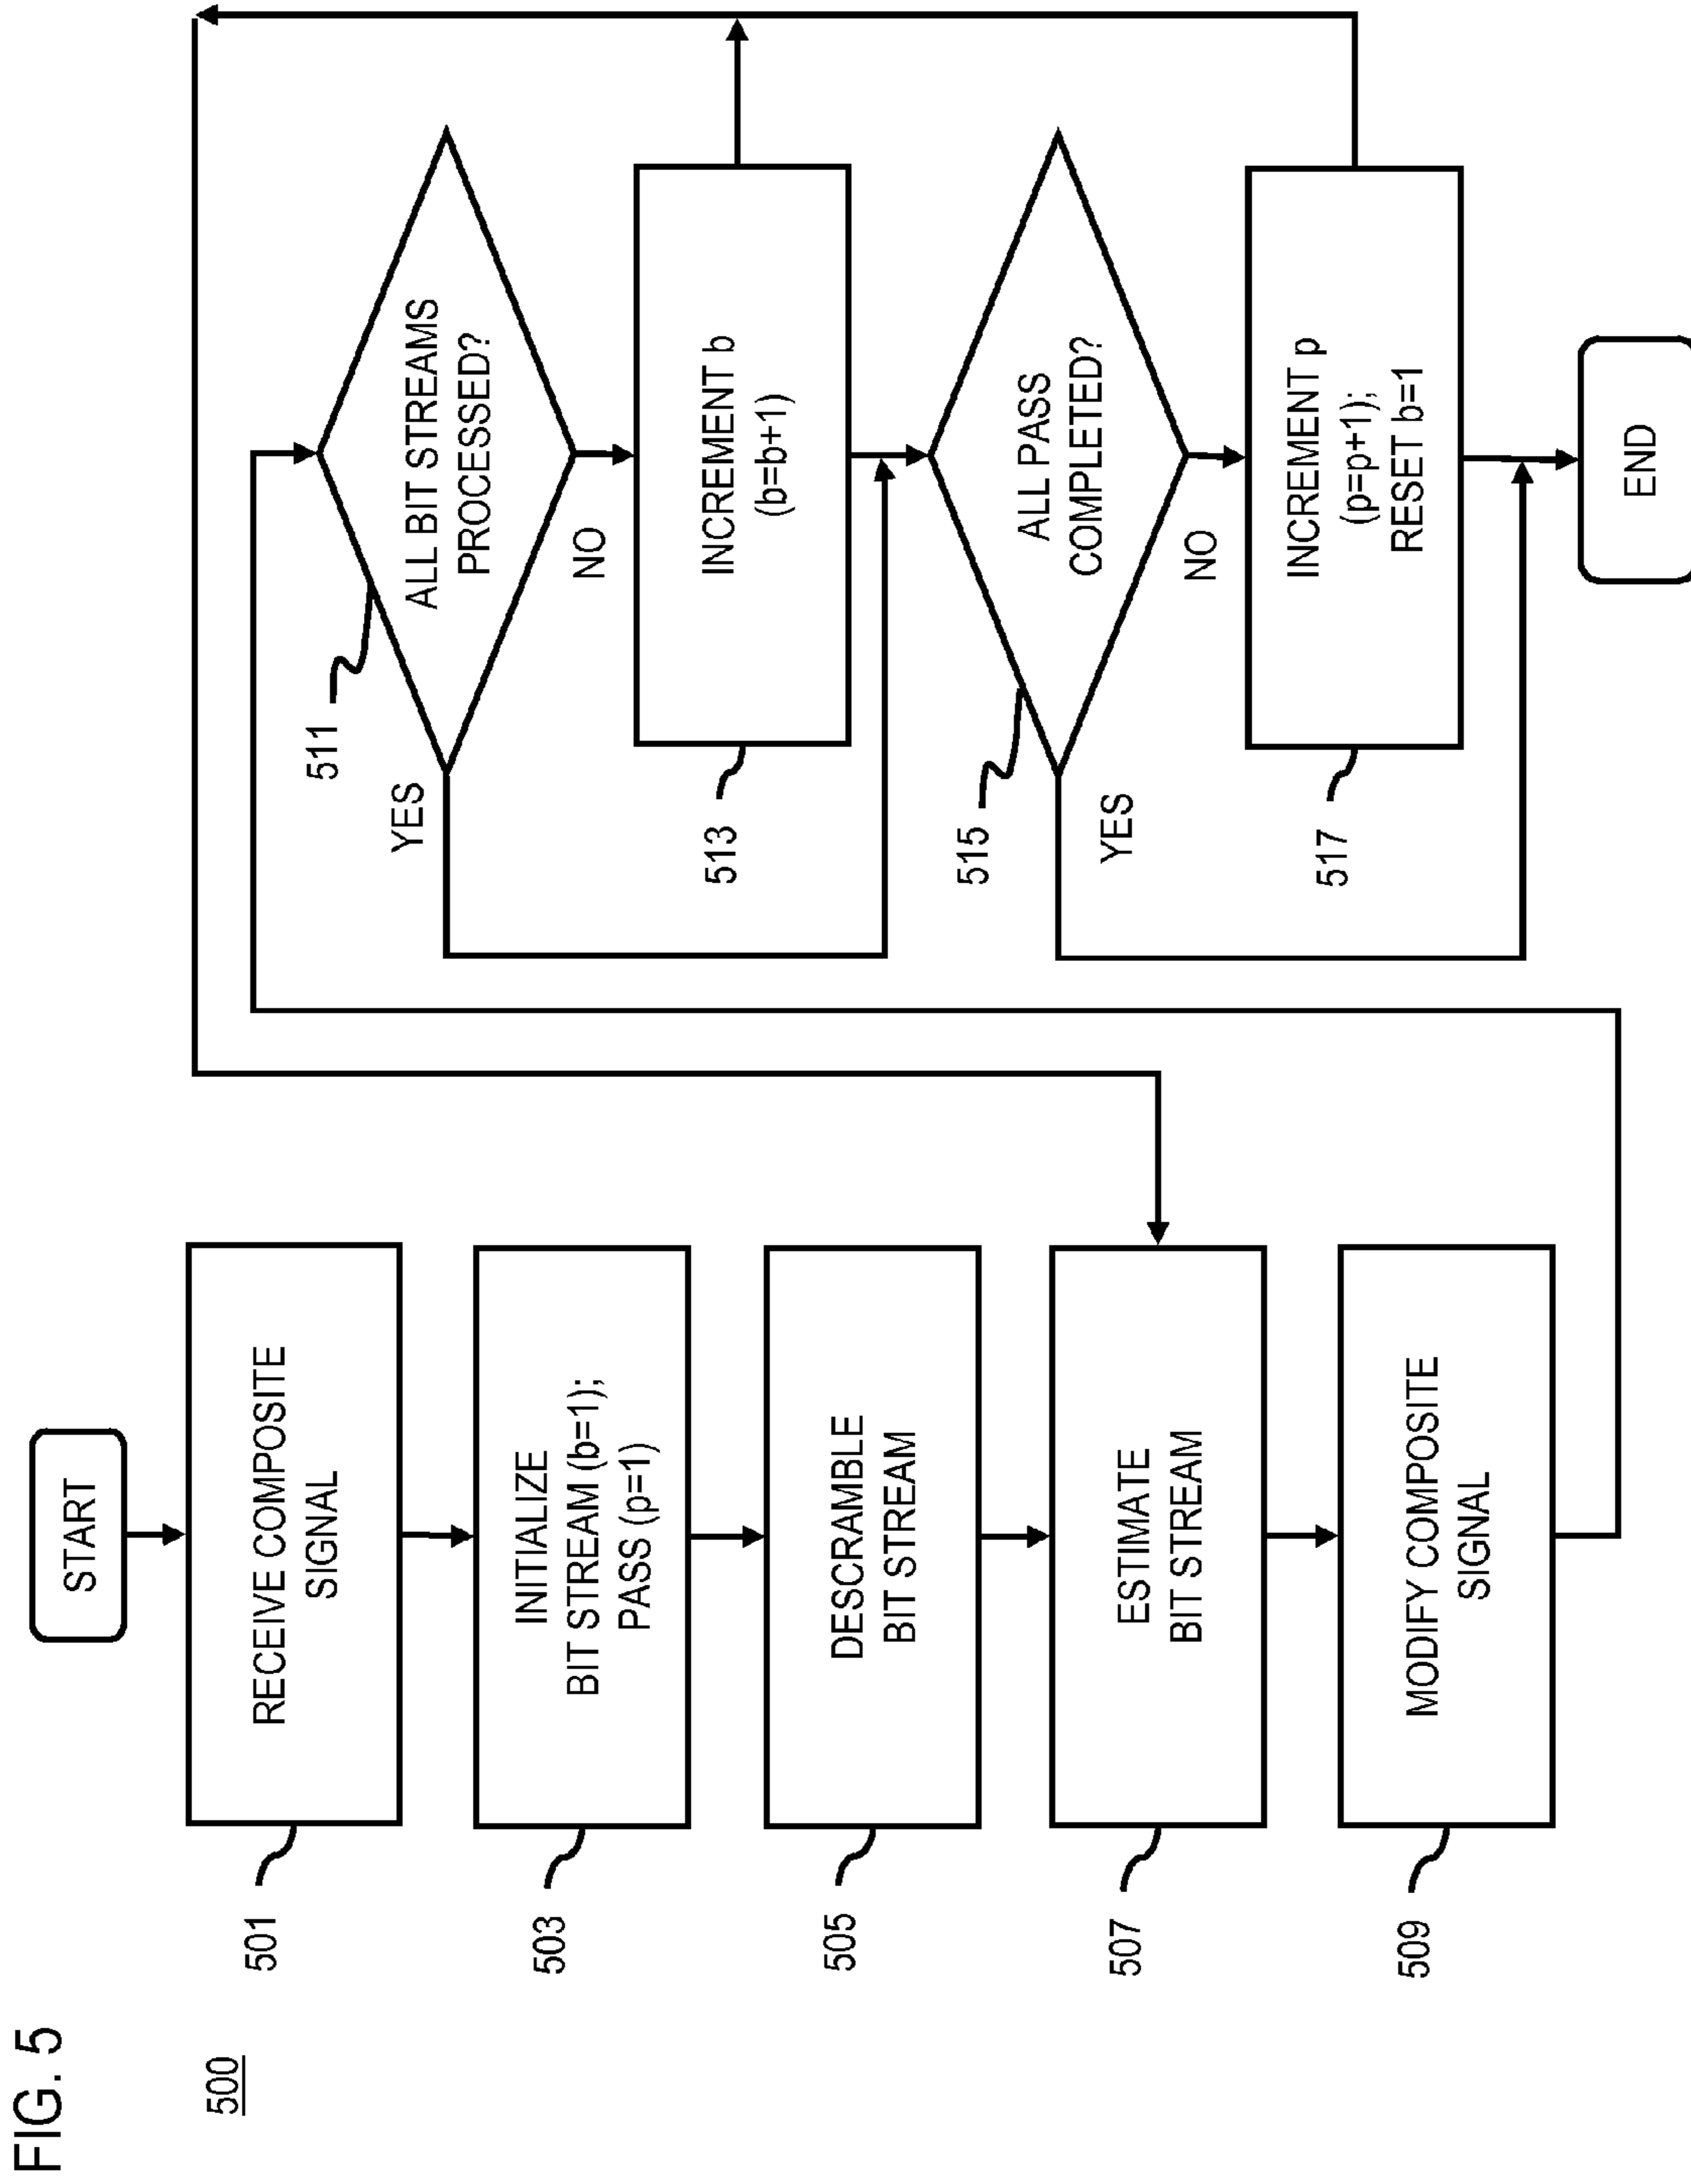 FIG. 5
500
START
501
RECEIVE COMPOSITE
SIGNAL
503
INITIALIZE
BIT STREAM (b=1);
PASS (p=1)
505
DESCRAMBLE
BIT STREAM
507
ESTIMATE
BIT STREAM
509
MODIFY COMPOSITE
SIGNAL
511
ALL BIT STREAMS
PROCESSED?
YES
NO
513
INCREMENT b
(b=b+1)
515
ALL PASS
COMPLETED?
YES
NO
517
INCREMENT p
(p=p+1);
RESET b=1
END